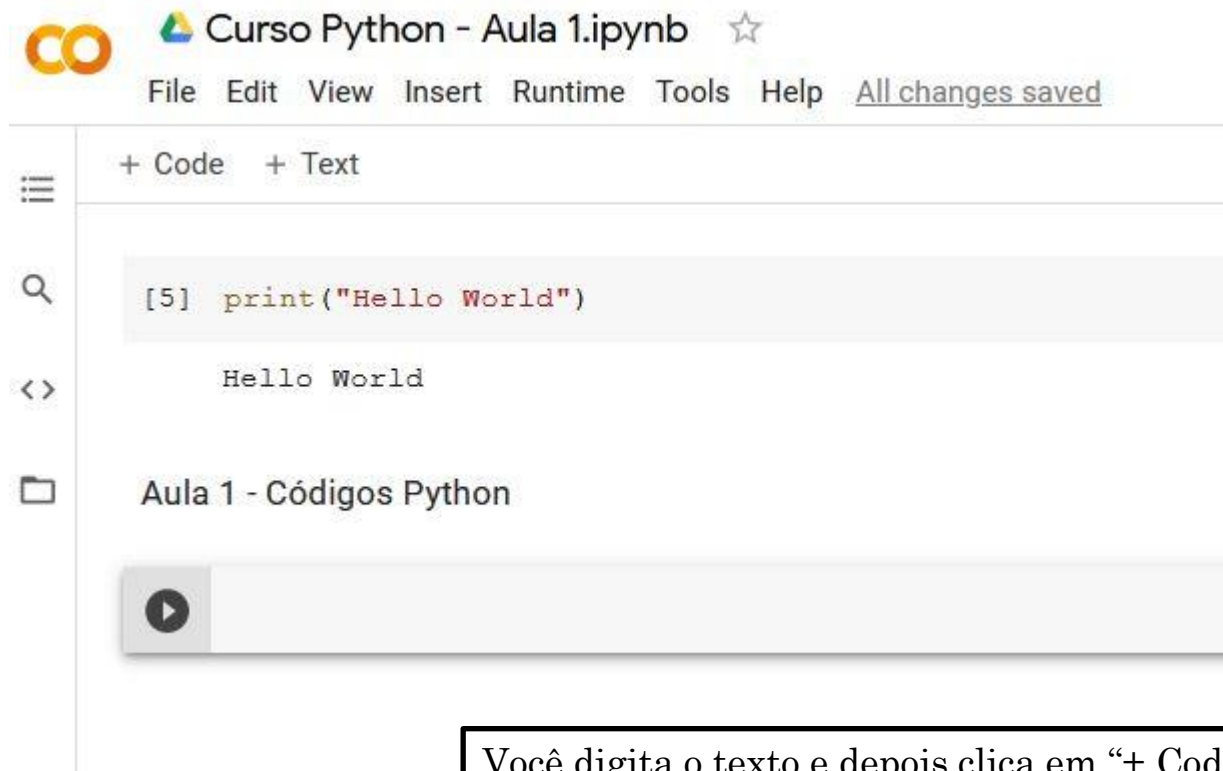 CO Curso Python - Aula 1.ipynb
File Edit View Insert Runtime Tools Help All changes saved
+ Code + Text
[5] print("Hello World")
Hello World
Aula 1 - Códigos Python
Você digita o texto e depois clica em “+ Cod